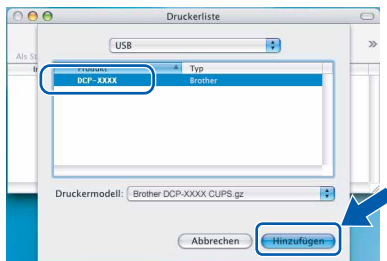 Druckerliste
USB
Als St
Produkt Typ
DCP-XXXX Brother
Druckermodell: Brother DCP-XXXX CUPS.gz
Abbrechen Hinzufügen